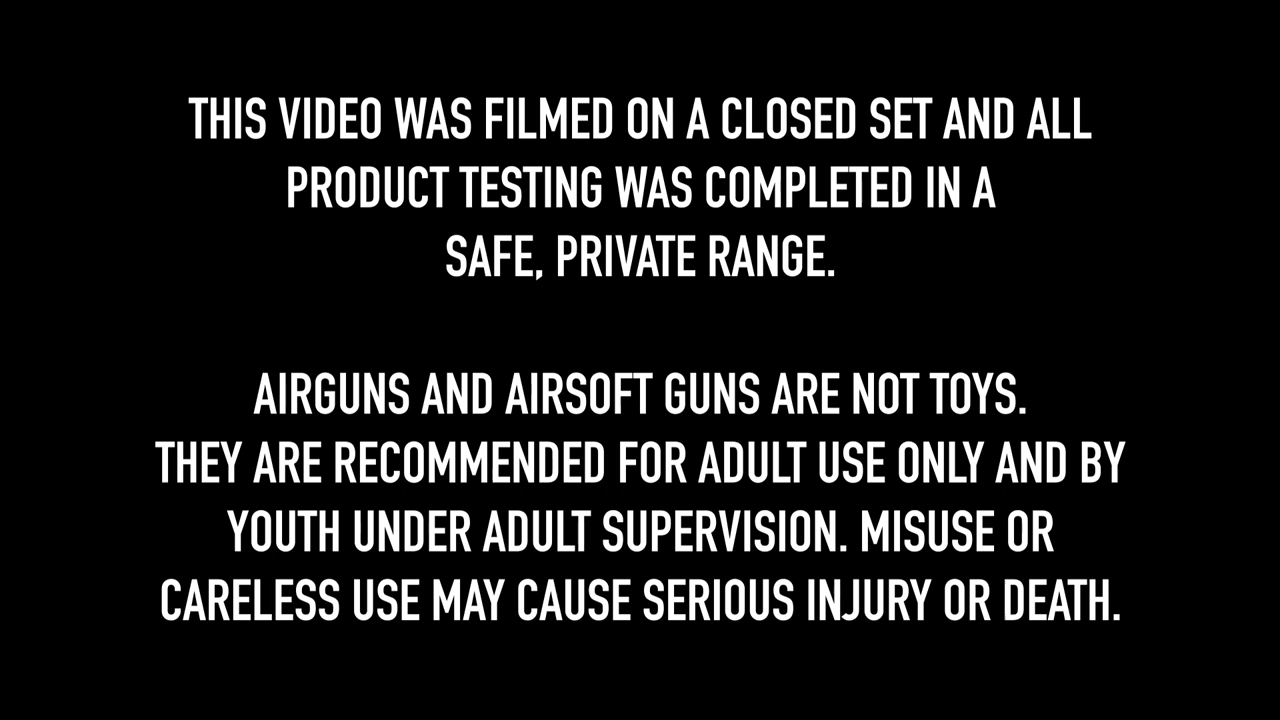 THIS VIDEO WAS FILMED ON A CLOSED SET AND ALL
PRODUCT TESTING WAS COMPLETED IN A
SAFE, PRIVATE RANGE.
AIRGUNS AND AIRSOFT GUNS ARE NOT TOYS.
THEY ARE RECOMMENDED FOR ADULT USE ONLY AND BY
YOUTH UNDER ADULT SUPERVISION. MISUSE OR
CARELESS USE MAY CAUSE SERIOUS INJURY OR DEATH.